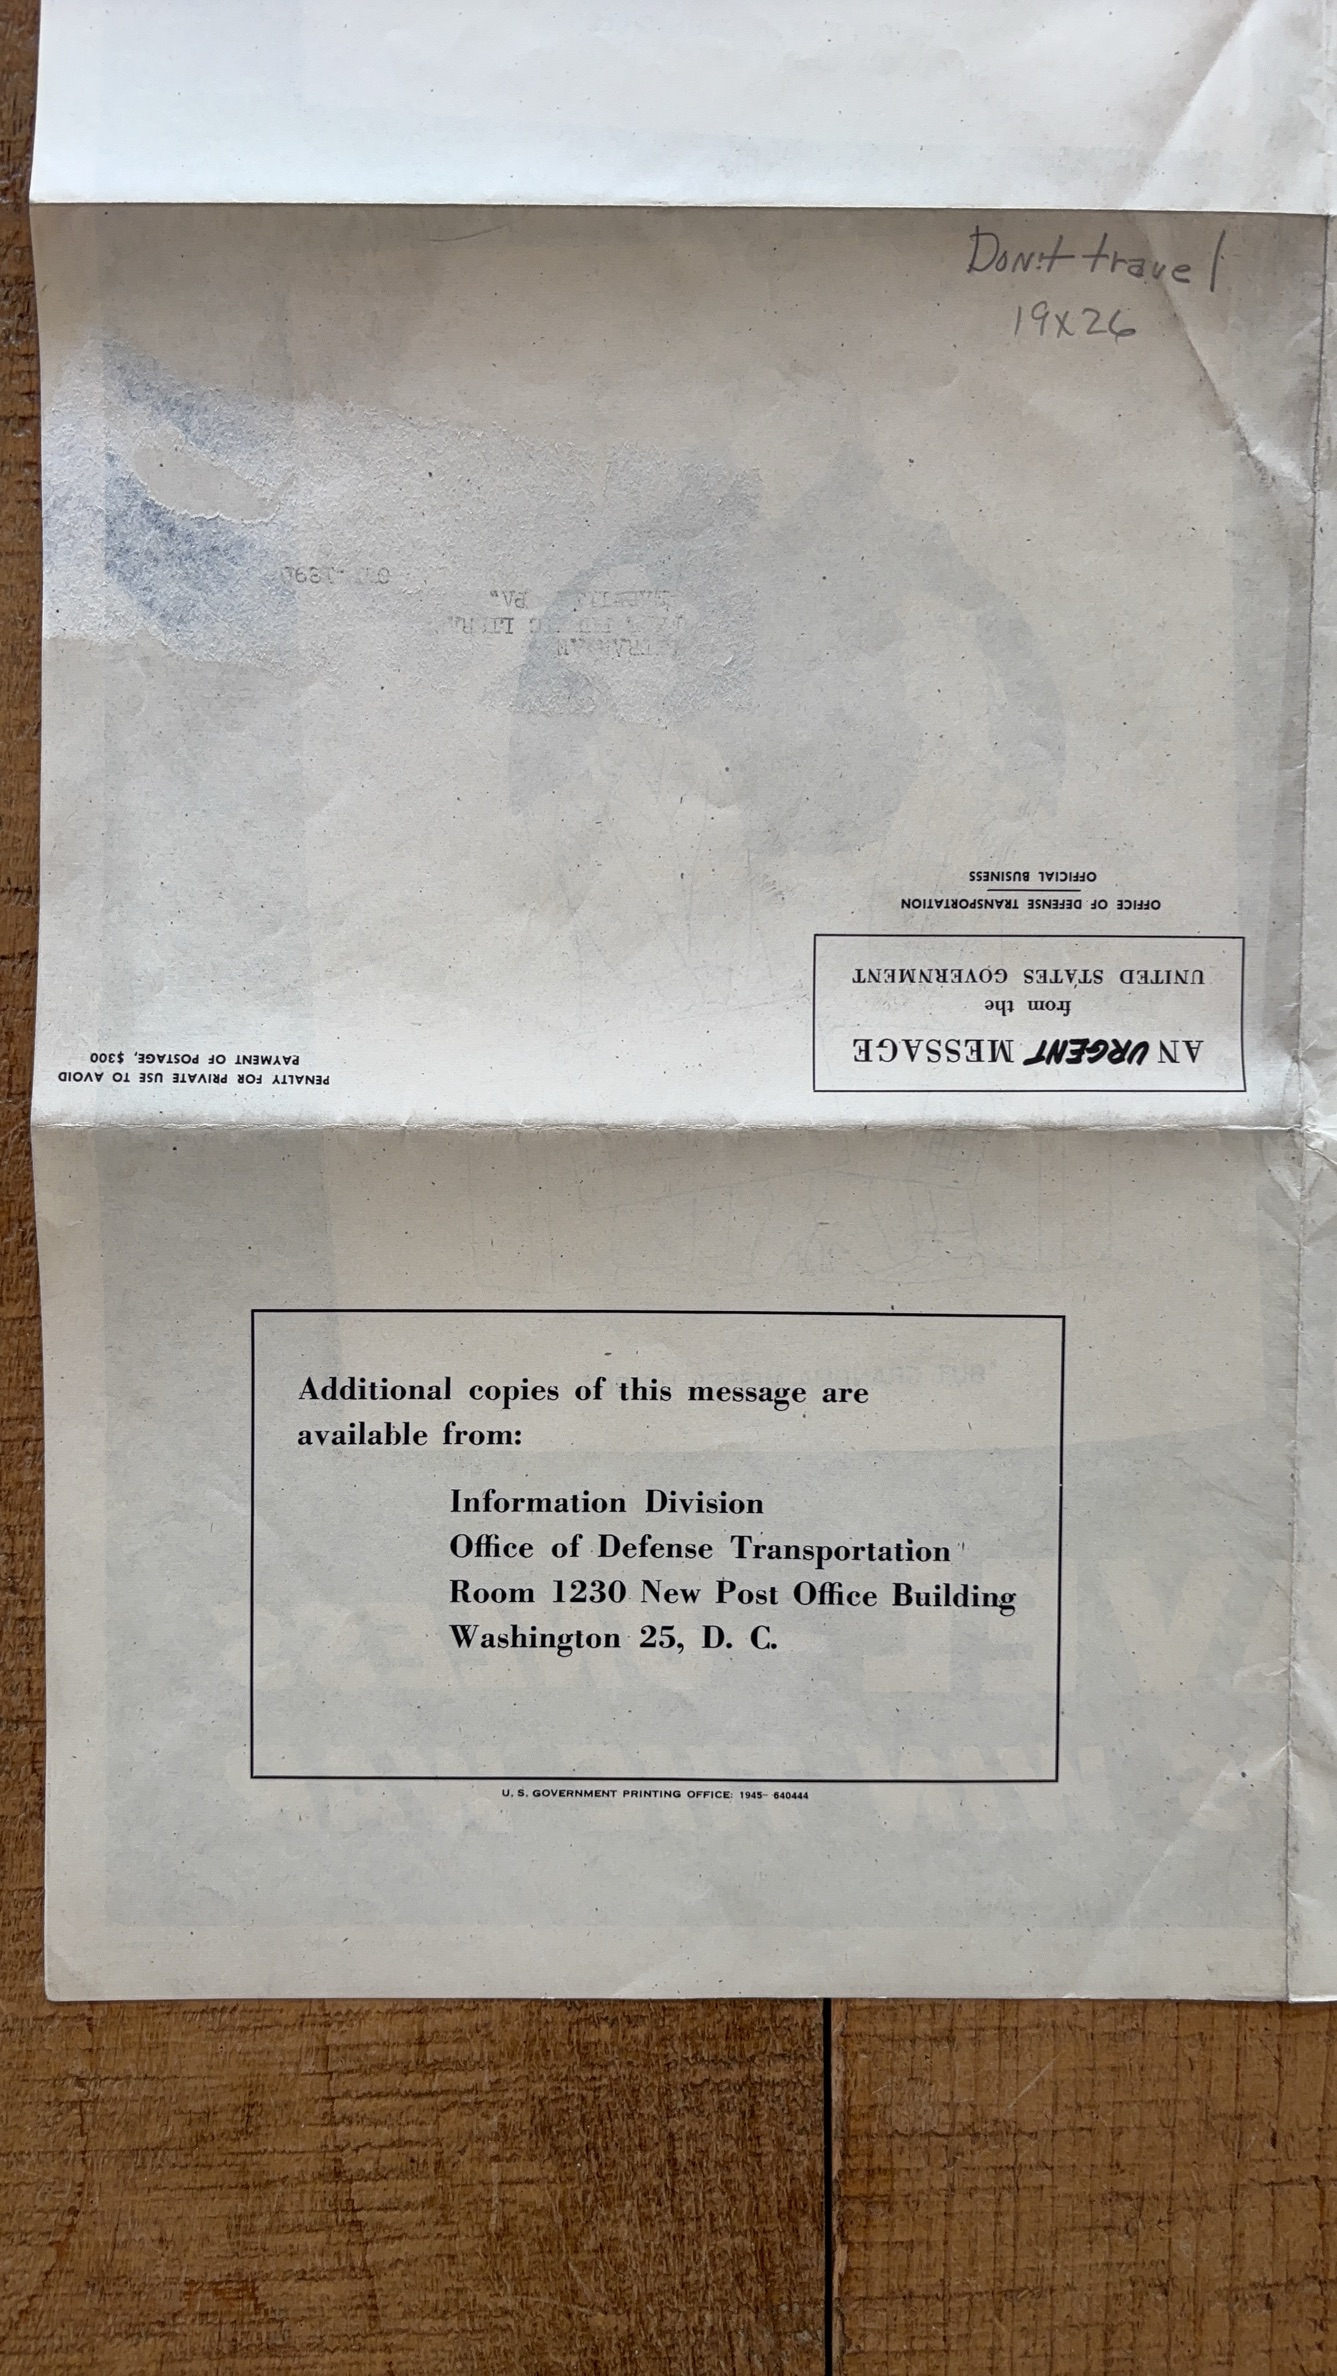 Don't travel
19x26
OFFICE OF DEFENSE TRANSPORTATION
OFFICIAL BUSINESS
AN URGENT MESSAGE
from the
UNITED STATES GOVERNMENT
PENALTY FOR PRIVATE USE TO AVOID
PAYMENT OF POSTAGE, $300
Additional copies of this message are
available from:
Information Division
Office of Defense Transportation
Room 1230 New Post Office Building
Washington 25, D. C.
U. S. GOVERNMENT PRINTING OFFICE: 1945- 640444